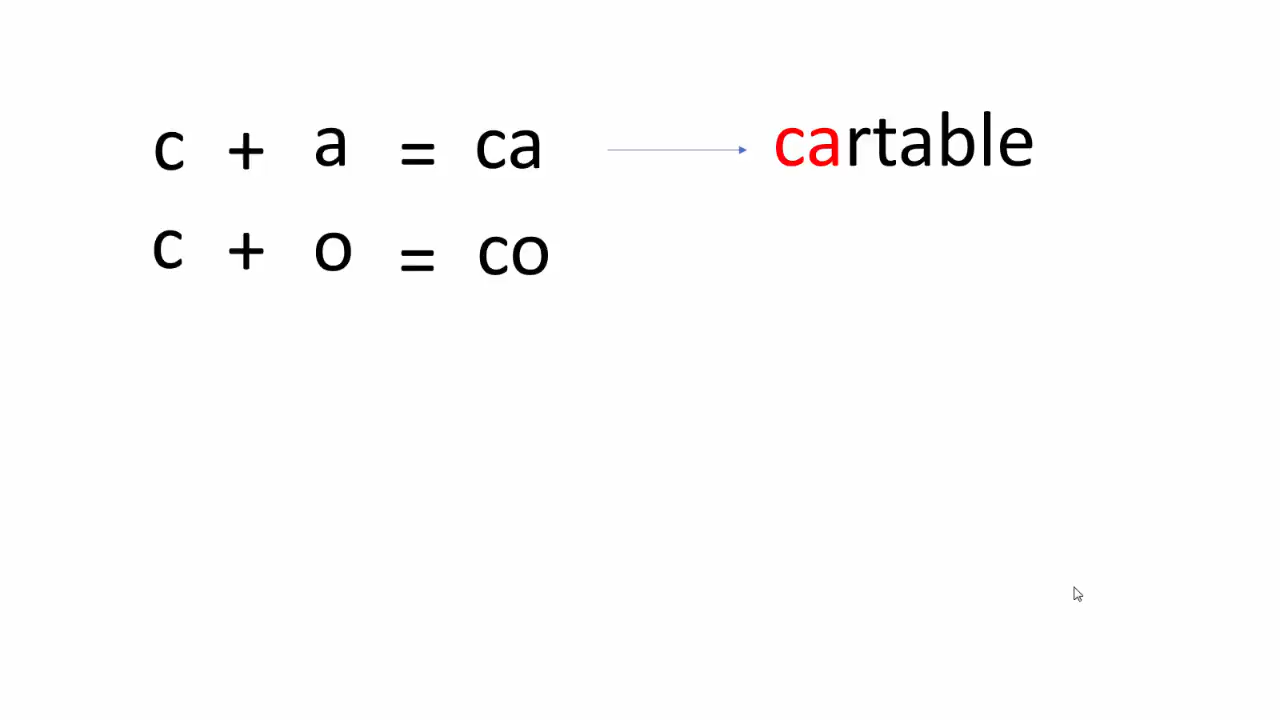 c + a = ca cartable
c + o = co